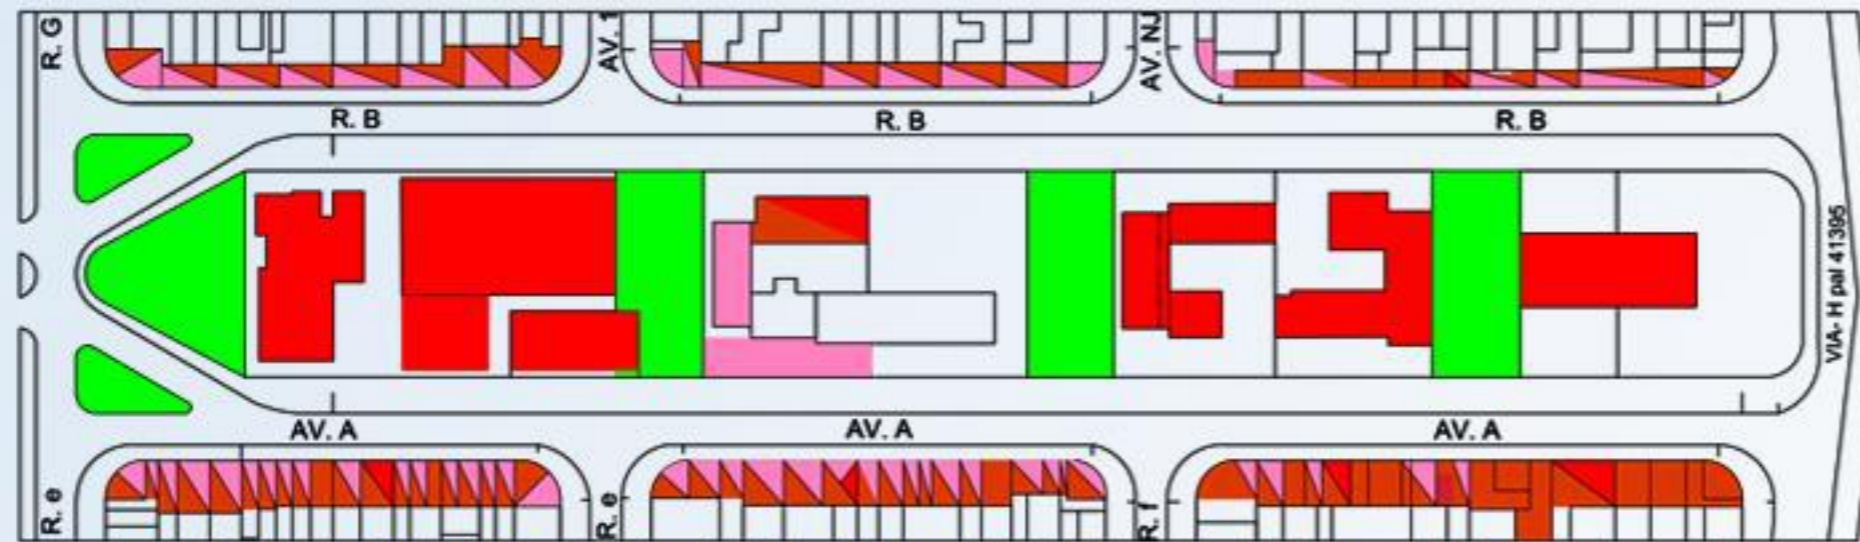 R. G
AV. 1
AV. NJ
R. B
R. B
R. B
VIA- H pal 41395
AV. A
AV. A
AV. A
R. e
R. e
R. f